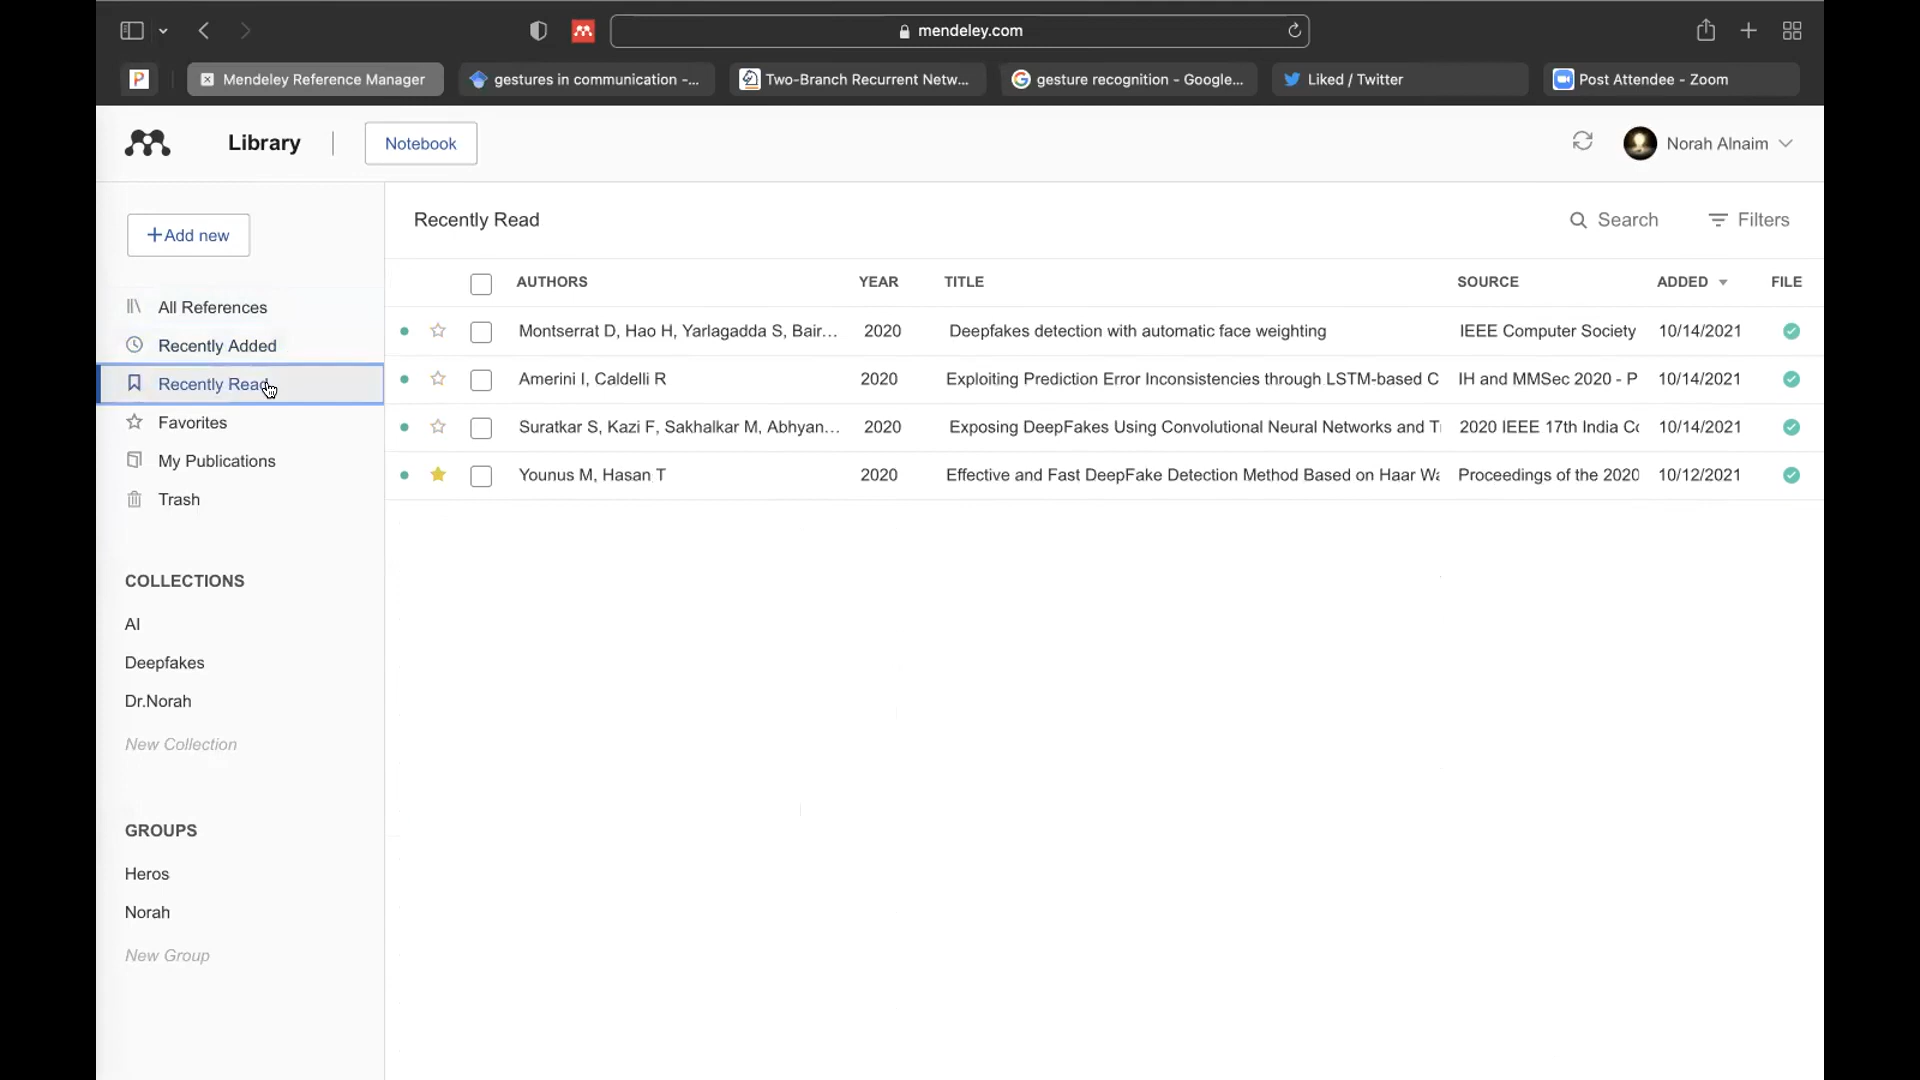 mendeley.com
P Mendeley Reference Manager gestures in communication -... Two-Branch Recurrent Netw... gesture recognition - Google... Liked / Twitter Post Attendee - Zoom
Library Notebook Norah Alnaim
+Add new
All References
Recently Added
Recently Read
Favorites
My Publications
Trash
COLLECTIONS
AI
Deepfakes
Dr.Norah
New Collection
GROUPS
Heros
Norah
New Group
Recently Read Search Filters
AUTHORS YEAR TITLE SOURCE ADDED FILE
Montserrat D, Hao H, Yarlagadda S, Bair... 2020 Deepfakes detection with automatic face weighting IEEE Computer Society 10/14/2021
Amerini I, Caldelli R 2020 Exploiting Prediction Error Inconsistencies through LSTM-based C IH and MMSec 2020 - P 10/14/2021
Suratkar S, Kazi F, Sakhalkar M, Abhyan... 2020 Exposing DeepFakes Using Convolutional Neural Networks and T 2020 IEEE 17th India Co 10/14/2021
Younus M, Hasan T 2020 Effective and Fast DeepFake Detection Method Based on Haar Wa Proceedings of the 2020 10/12/2021